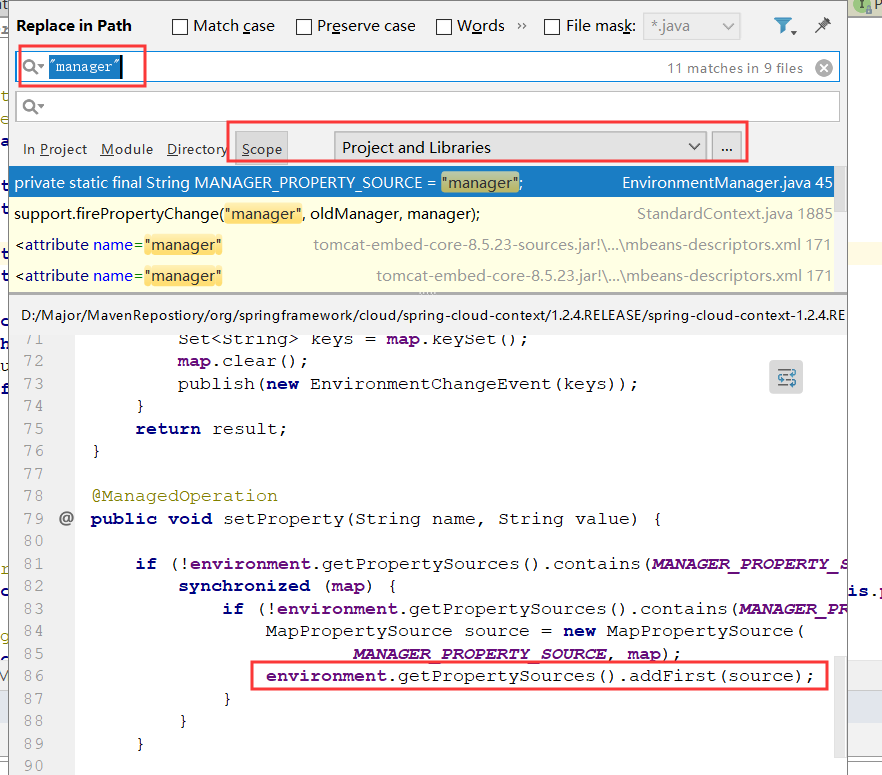 Replace in Path Match case Preserve case Words » File mask: *.java
"manager" 11 matches in 9 files
In Project Module Directory Scope Project and Libraries ...
private static final String MANAGER_PROPERTY_SOURCE = "manager"; EnvironmentManager.java 45
support.firePropertyChange("manager", oldManager, manager); StandardContext.java 1885
<attribute name="manager" tomcat-embed-core-8.5.23-sources.jar!\...\mbeans-descriptors.xml 171
<attribute name="manager" tomcat-embed-core-8.5.23.jar!\...\mbeans-descriptors.xml 171
D:/Major/MavenRepostiory/org/springframework/cloud/spring-cloud-context/1.2.4.RELEASE/spring-cloud-context-1.2.4.RE
71 Set<String> keys = map.keySet();
72 map.clear();
73 publish(new EnvironmentChangeEvent(keys));
74 }
75 return result;
76 }
77
78 @ManagedOperation
79 @ public void setProperty(String name, String value) {
80
81 if (!environment.getPropertySources().contains(MANAGER_PROPERTY_S
82 synchronized (map) {
83 if (!environment.getPropertySources().contains(MANAGER_PR
84 MapPropertySource source = new MapPropertySource(
85 MANAGER_PROPERTY_SOURCE, map);
86 environment.getPropertySources().addFirst(source);
87 }
88 }
89 }
90